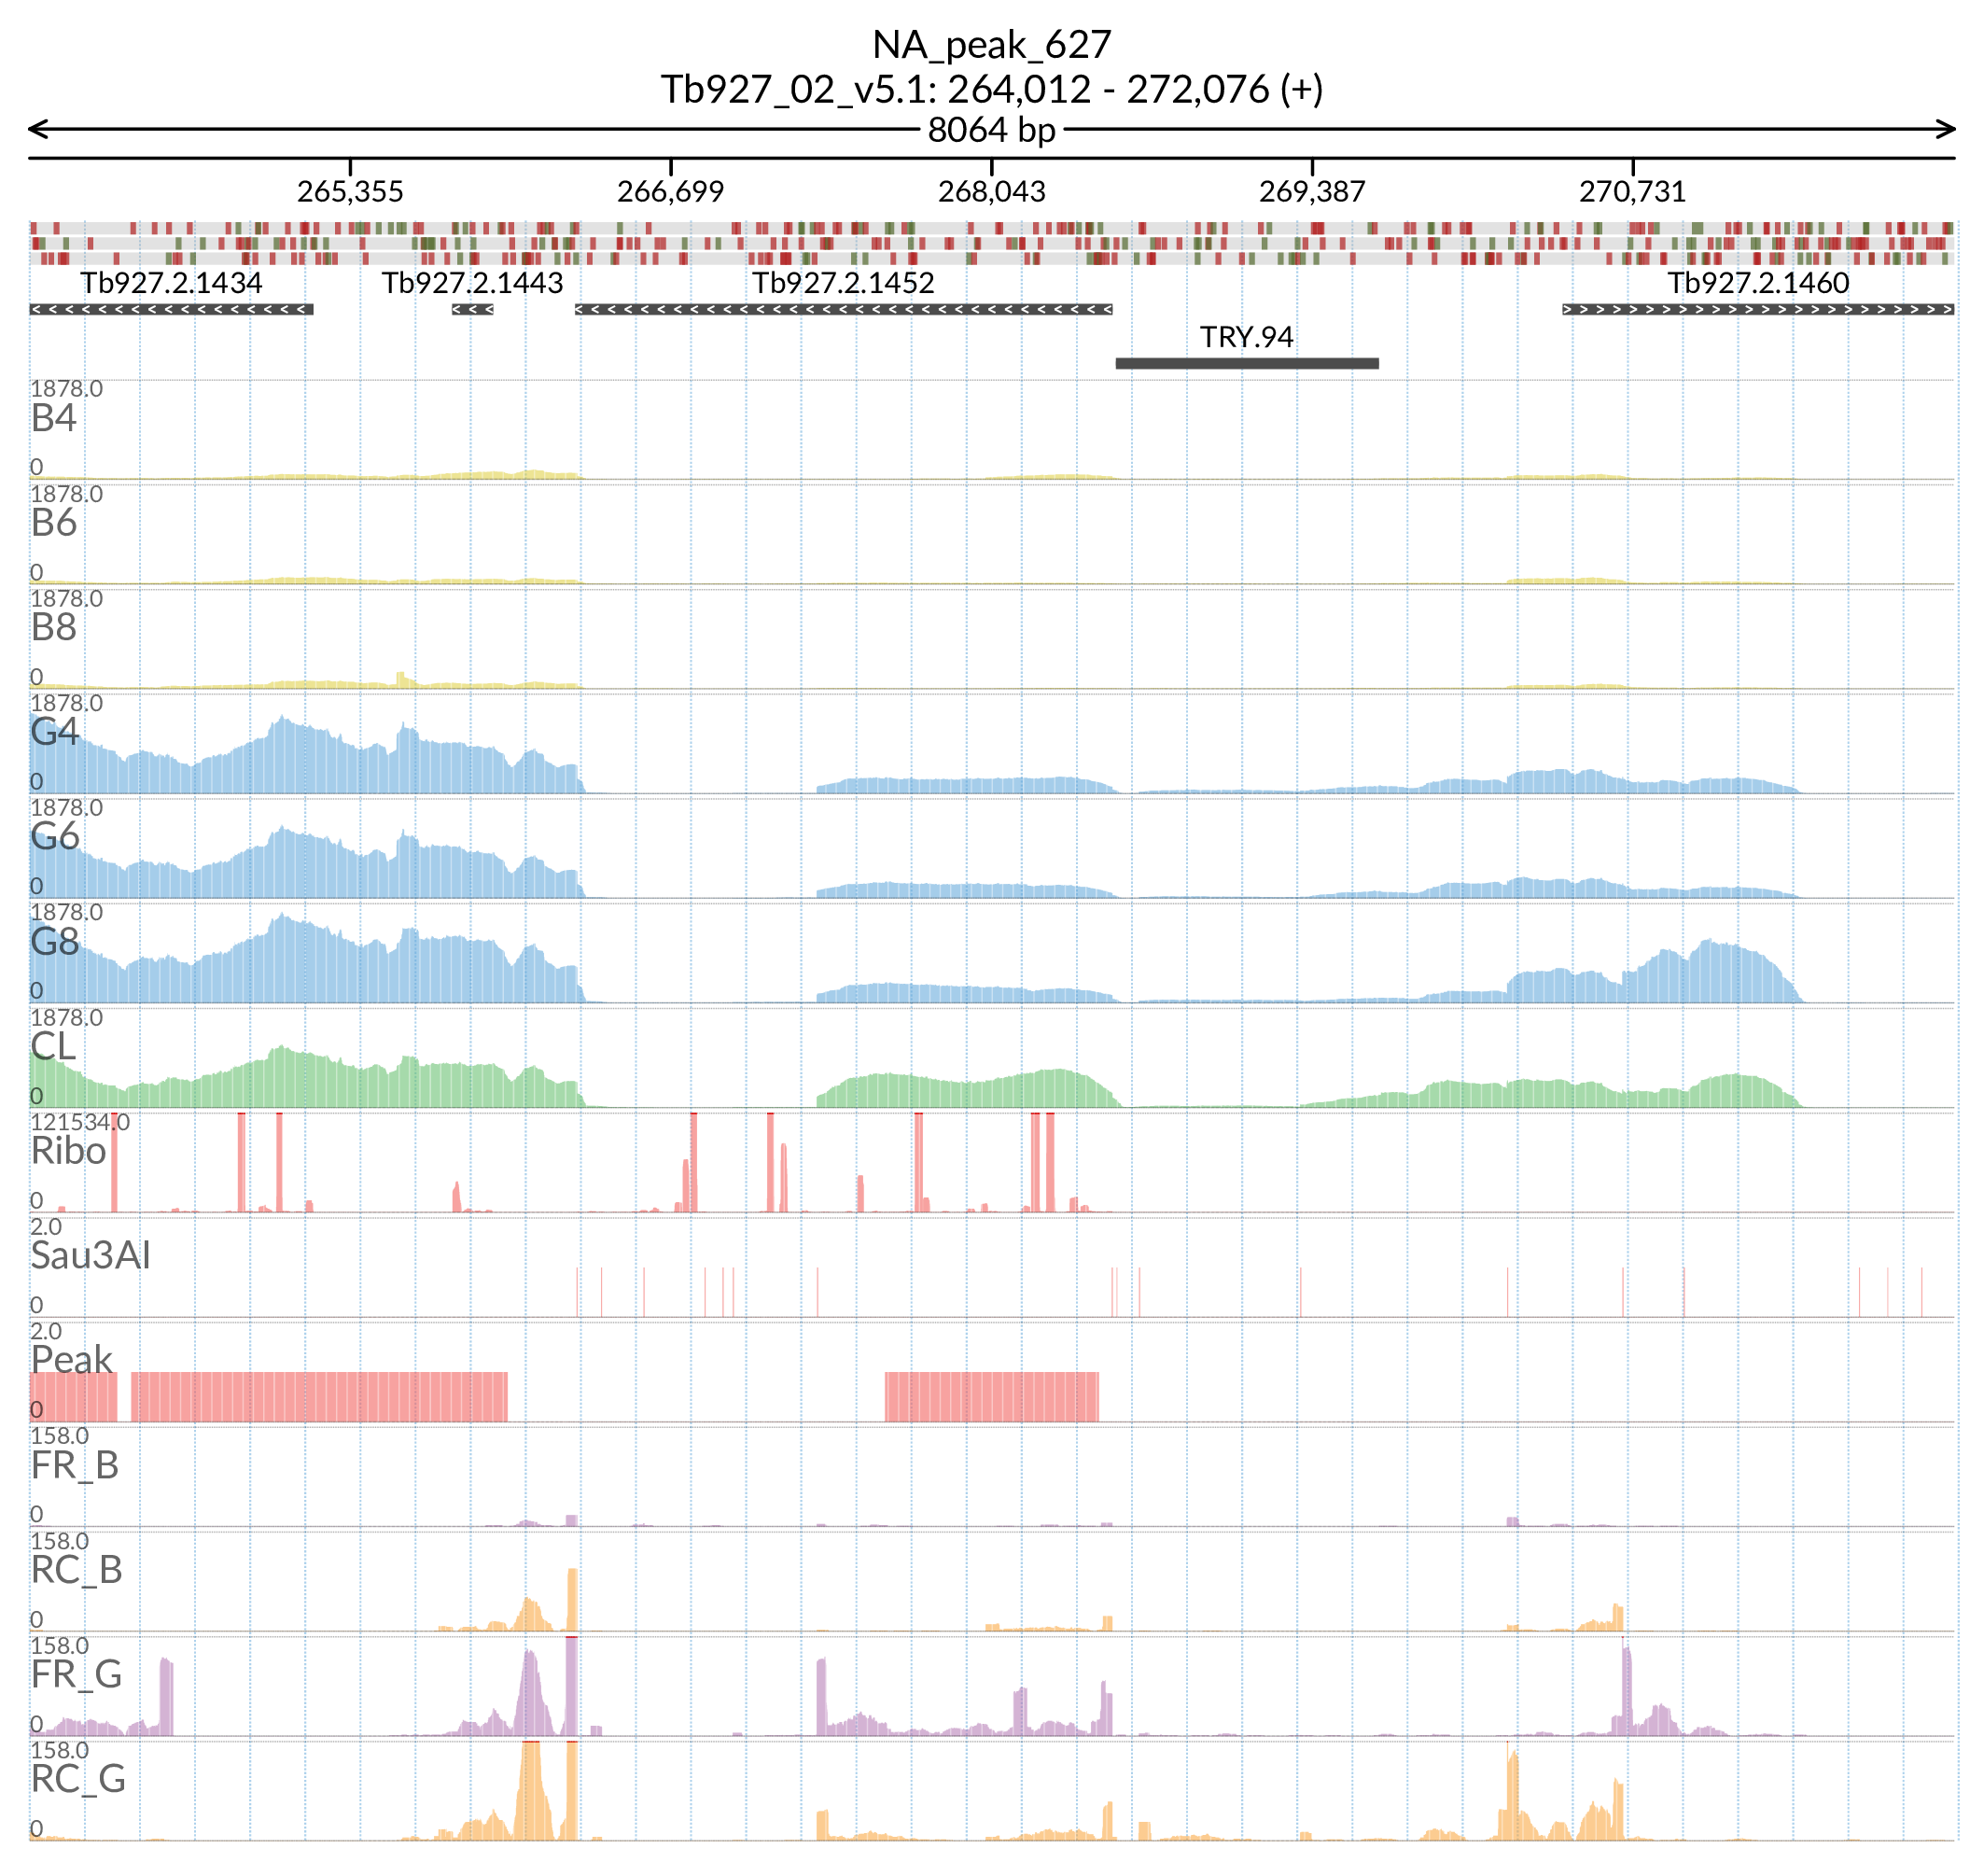 NA_peak_627
Tb927_02_v5.1: 264,012 - 272,076 (+)
8064 bp
265,355 266,699 268,043 269,387 270,731
Tb927.2.1434 Tb927.2.1443 Tb927.2.1452 Tb927.2.1460
TRY.94
1878.0
B4
0
1878.0
B6
0
1878.0
B8
0
1878.0
G4
0
1878.0
G6
0
1878.0
G8
0
1878.0
CL
0
121534.0
Ribo
0
2.0
Sau3AI
0
2.0
Peak
0
158.0
FR_B
0
158.0
RC_B
0
158.0
FR_G
0
158.0
RC_G
0